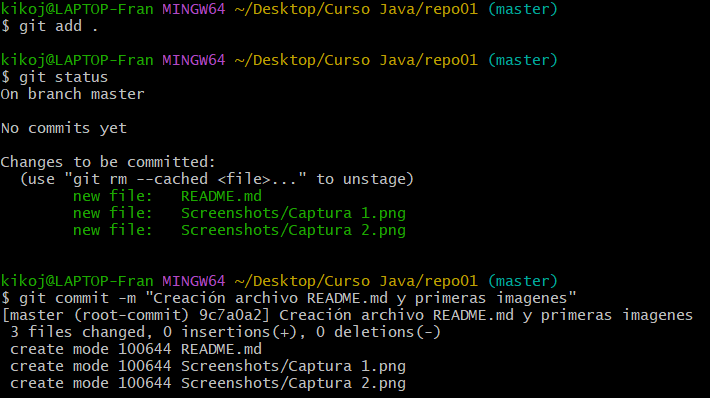 kikoj@LAPTOP-Fran MINGW64 ~/Desktop/Curso Java/repo01 (master)
$ git add .
kikoj@LAPTOP-Fran MINGW64 ~/Desktop/Curso Java/repo01 (master)
$ git status
On branch master
No commits yet
Changes to be committed:
(use "git rm --cached <file>..." to unstage)
new file: README.md
new file: Screenshots/Captura 1.png
new file: Screenshots/Captura 2.png
kikoj@LAPTOP-Fran MINGW64 ~/Desktop/Curso Java/repo01 (master)
$ git commit -m "Creación archivo README.md y primeras imagenes"
[master (root-commit) 9c7a0a2] Creación archivo README.md y primeras imagenes
3 files changed, 0 insertions(+), 0 deletions(-)
create mode 100644 README.md
create mode 100644 Screenshots/Captura 1.png
create mode 100644 Screenshots/Captura 2.png